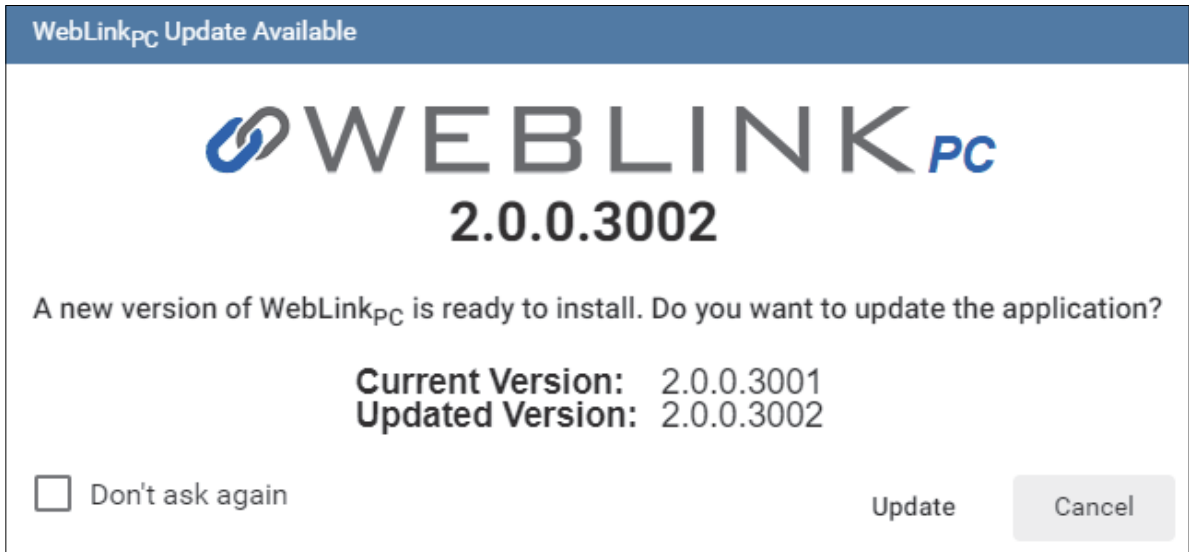 WebLinkPC Update Available
WEBLINK PC
2.0.0.3002
A new version of WebLinkPC is ready to install. Do you want to update the application?
Current Version: 2.0.0.3001
Updated Version: 2.0.0.3002
Don't ask again Update Cancel